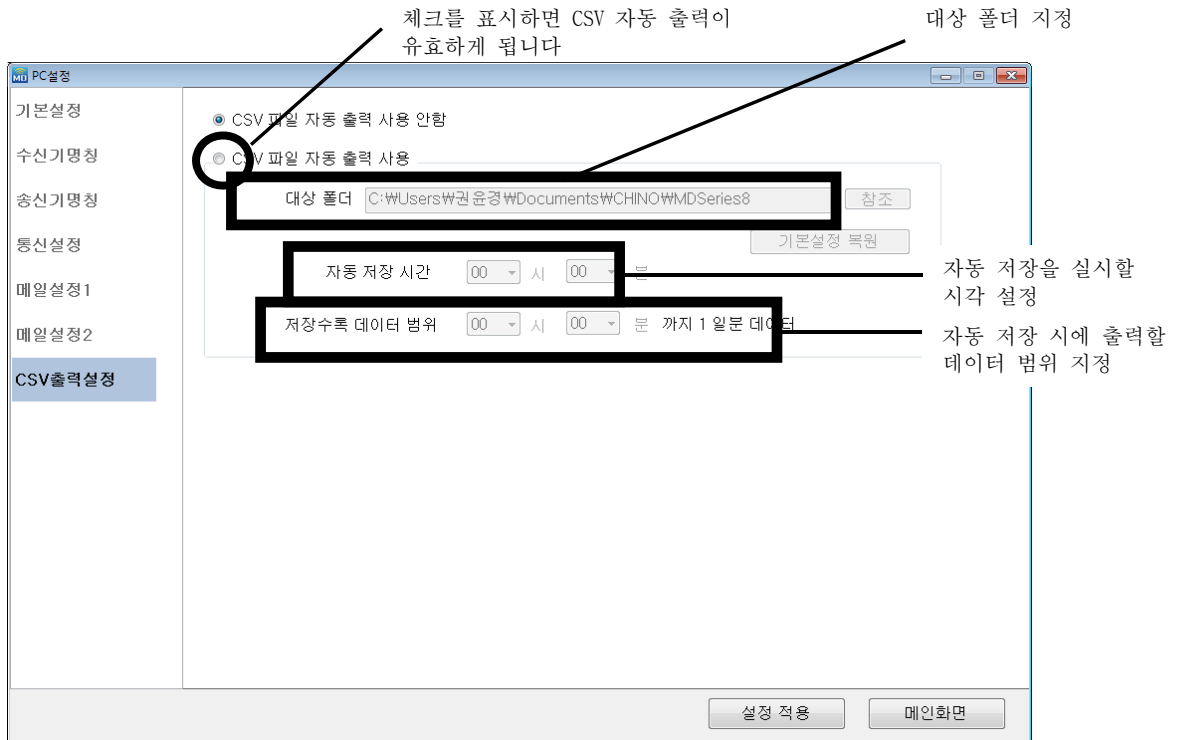 체크를 표시하면 CSV 자동 출력이
유효하게 됩니다
대상 폴더 지정
MD PC설정
기본설정
수신기명칭
송신기명칭
통신설정
메일설정1
메일설정2
CSV출력설정
CSV 파일 자동 출력 사용 안함
CSV 파일 자동 출력 사용
대상 폴더 C:₩Users₩권윤경₩Documents₩CHINO₩MDSeries8 참조
기본설정 복원
자동 저장 시간 00 시 00 분
저장수록 데이터 범위 00 시 00 분 까지 1 일분 데이터
자동 저장을 실시할
시각 설정
자동 저장 시에 출력할
데이터 범위 지정
설정 적용 메인화면